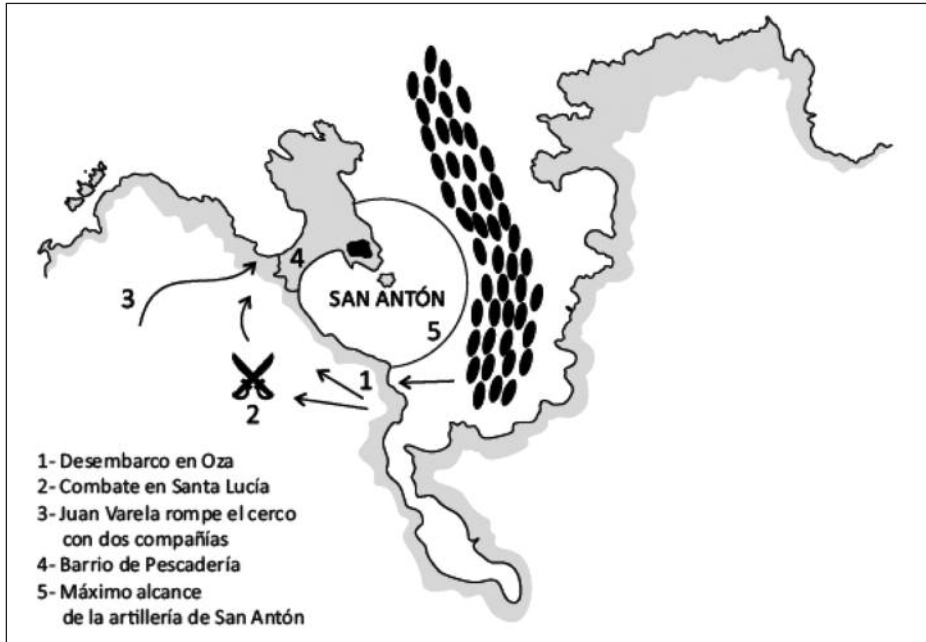 4
3
SAN ANTÓN
5
1
2
1- Desembarco en Oza
2- Combate en Santa Lucía
3- Juan Varela rompe el cerco
con dos compañías
4- Barrio de Pescadería
5- Máximo alcance
de la artillería de San Antón